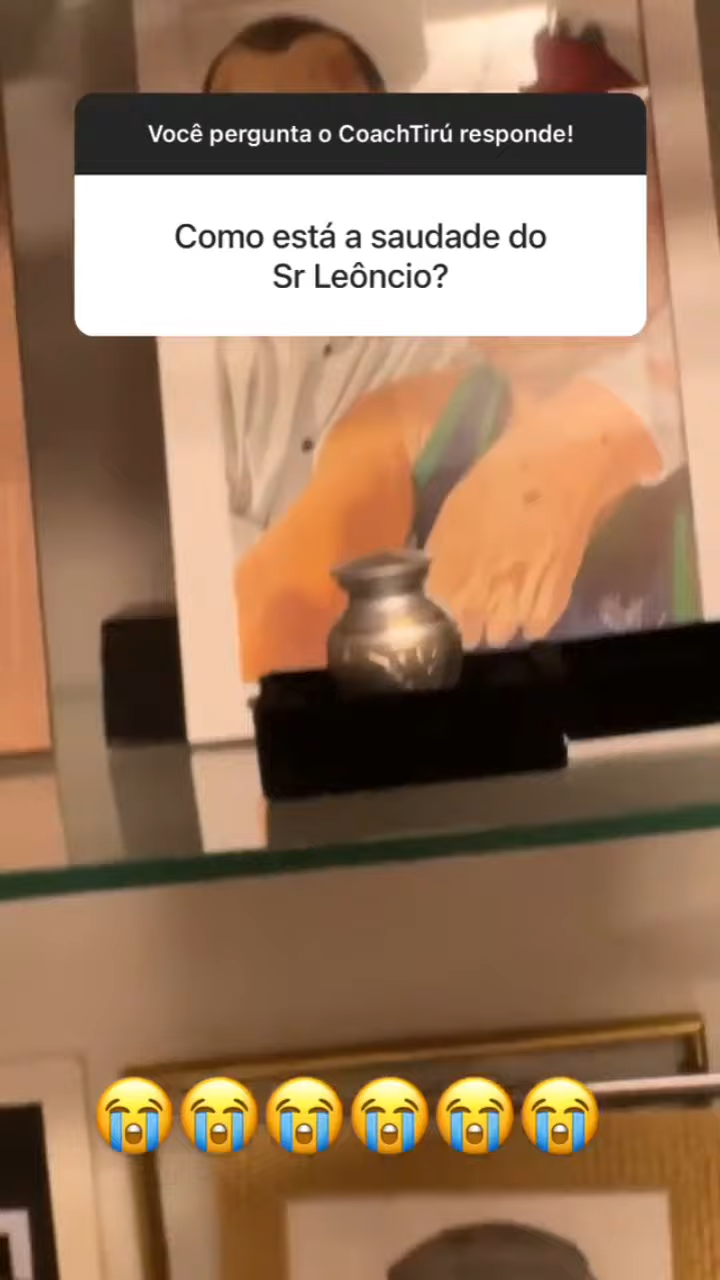 Você pergunta o CoachTirú responde!
Como está a saudade do
Sr Leôncio?